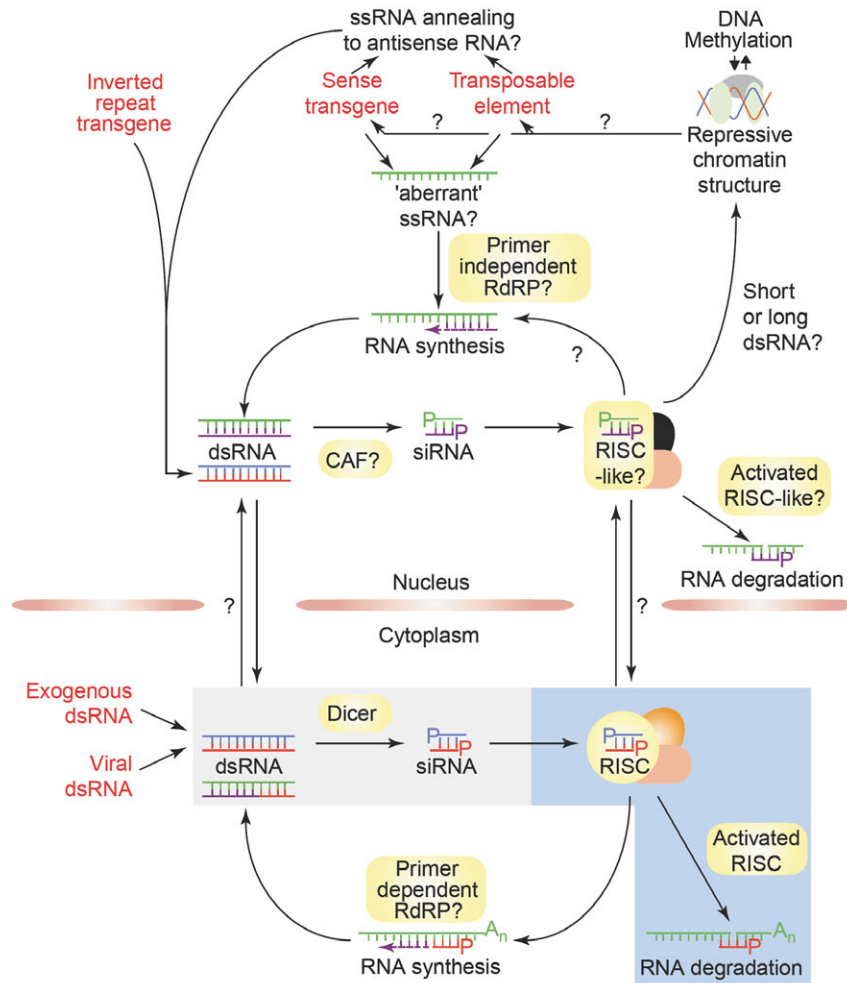 ssRNA annealing
to antisense RNA?
DNA
Methylation
Inverted
repeat
transgene
Sense
transgene
Transposable
element
?
?
Repressive
chromatin
structure
'aberrant'
ssRNA?
Primer
independent
RdRP?
Short
or long
dsRNA?
RNA synthesis
?
dsRNA
CAF?
P
P
siRNA
P
P
RISC
-like?
Activated
RISC-like?
P
RNA degradation
Nucleus
?
?
Cytoplasm
Exogenous
dsRNA
Viral
dsRNA
dsRNA
Dicer
P
P
siRNA
P
P
RISC
Activated
RISC
Primer
dependent
RdRP?
An
P
RNA synthesis
An
P
RNA degradation